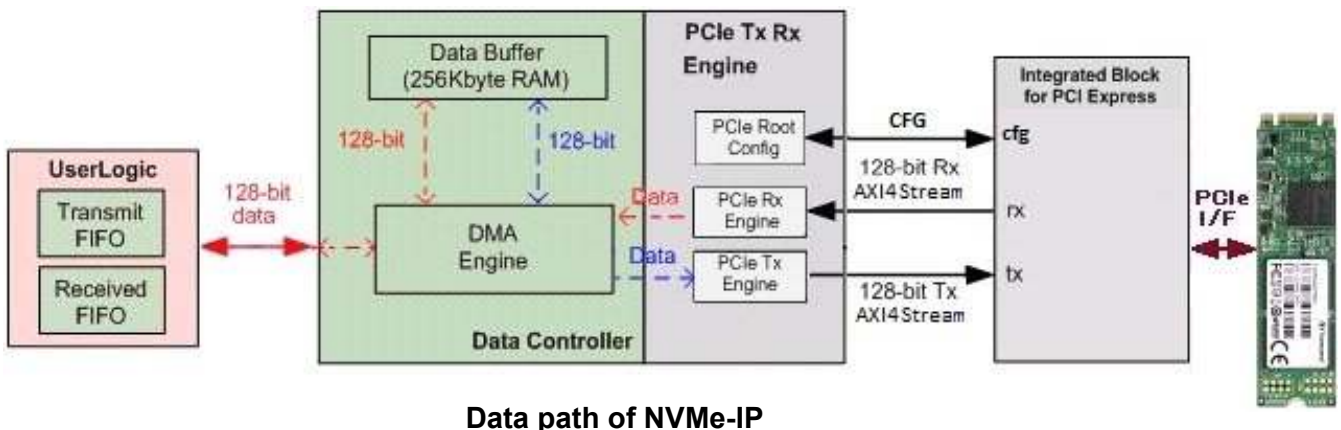 Data Buffer
(256Kbyte RAM)
128-bit
128-bit
DMA
Engine
Data Controller
UserLogic
Transmit
FIFO
Received
FIFO
128-bit
data
PCIe Tx Rx
Engine
PCIe Root
Config
PCIe Rx
Engine
PCIe Tx
Engine
Data
Data
CFG
128-bit Rx
AXI4Stream
128-bit Tx
AXI4Stream
Integrated Block
for PCI Express
cfg
rx
tx
PCIe
I/F
CE
Data path of NVMe-IP